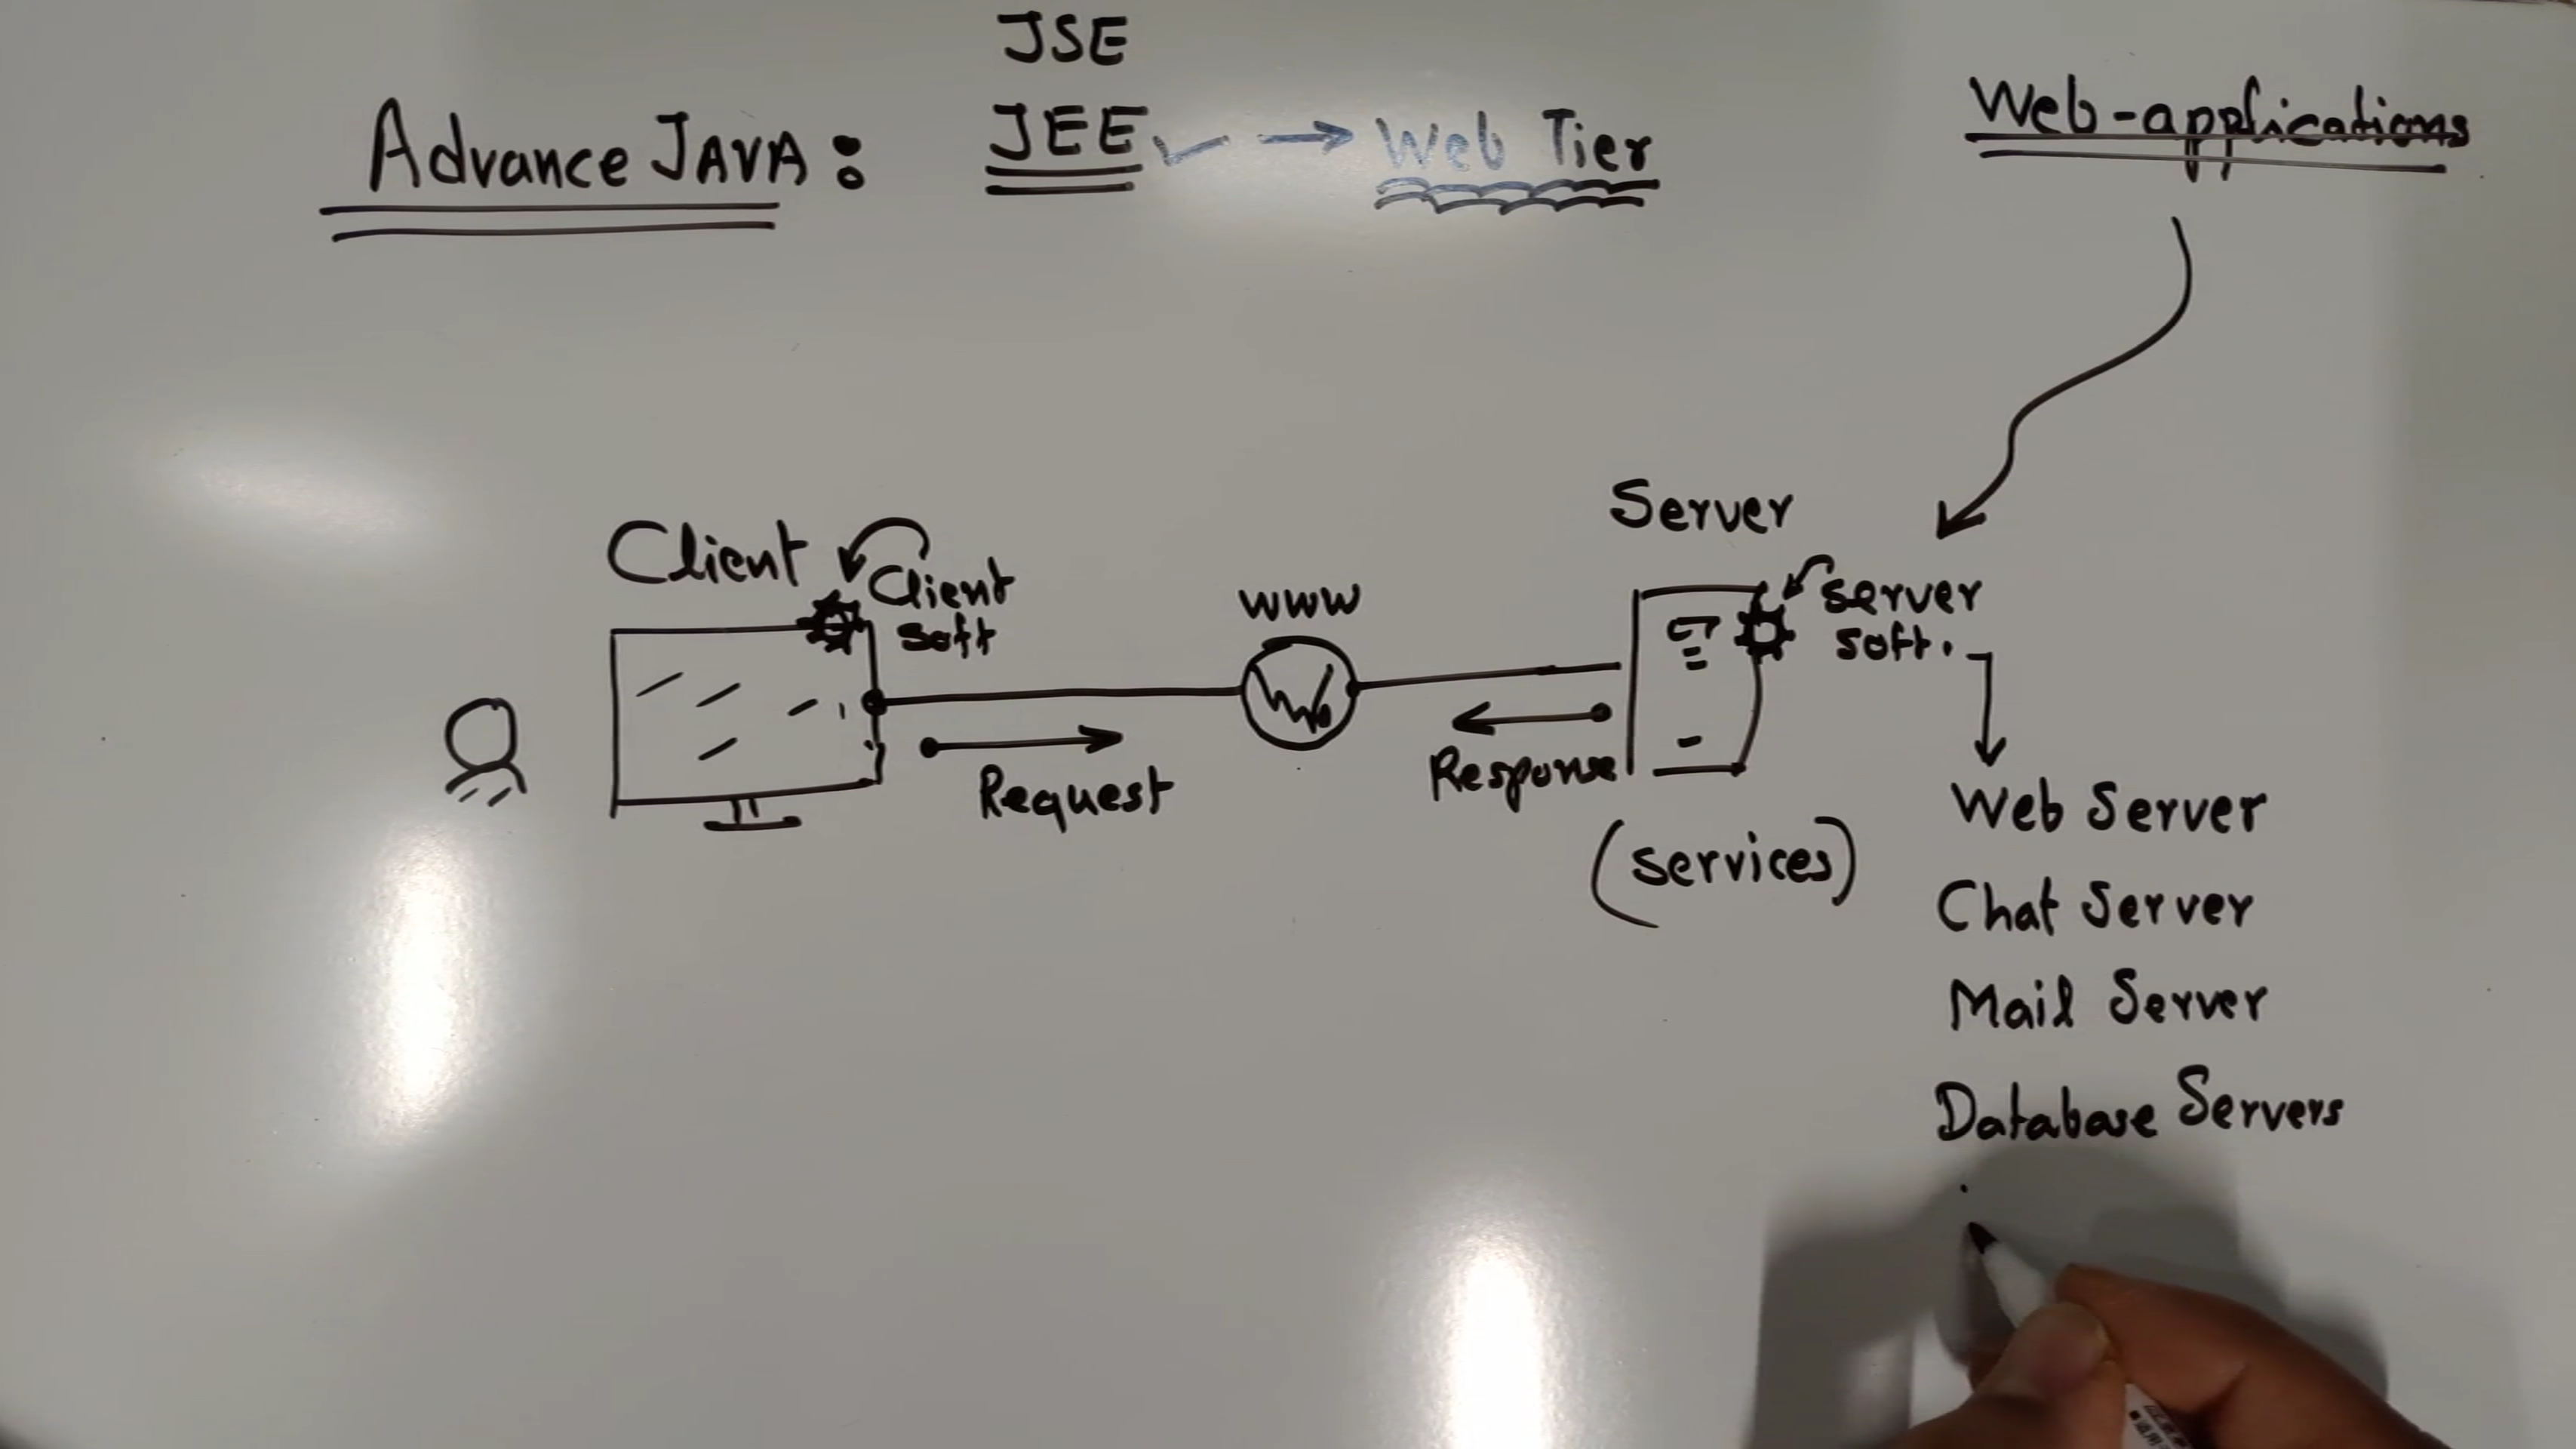 JSE
Advance JAVA : JEE → Web Tier
Web-applications
Server
Client
Client
soft
www
server
soft.
Request
Response
(services)
Web Server
Chat Server
Mail Server
Database Servers